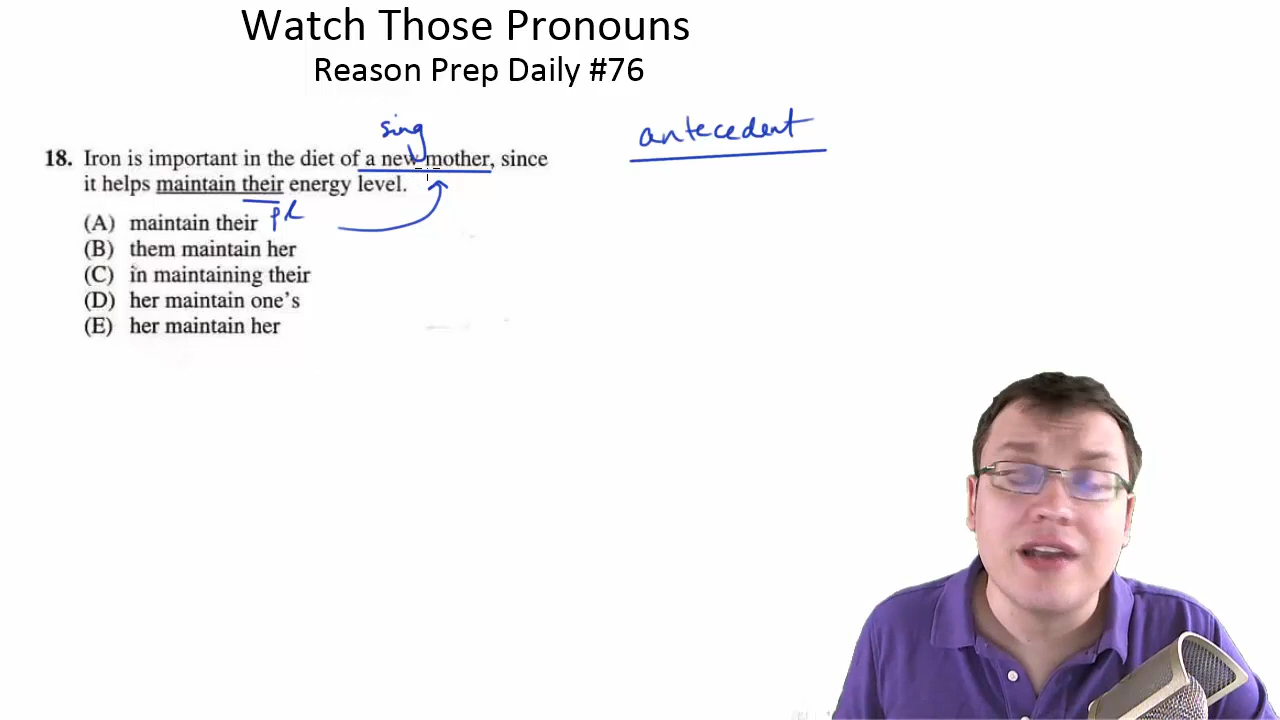 Watch Those Pronouns
Reason Prep Daily #76
sing
antecedent
18. Iron is important in the diet of a new mother, since
it helps maintain their energy level.
pl
(A) maintain their
(B) them maintain her
(C) in maintaining their
(D) her maintain one's
(E) her maintain her